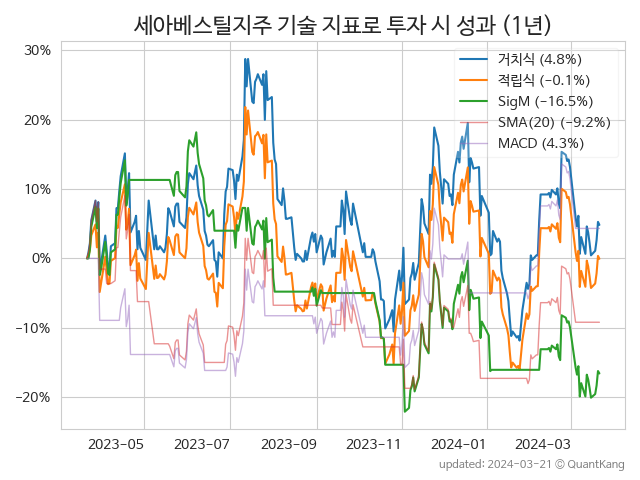 세아베스틸지주 기술 지표로 투자 시 성과 (1년)
거치식 (4.8%)
적립식 (−0.1%)
SigM (−16.5%)
SMA(20) (−9.2%)
MACD (4.3%)
30%
20%
10%
0%
−10%
−20%
2023-05
2023-07
2023-09
2023-11
2024-01
2024-03
updated: 2024-03-21 © QuantKang